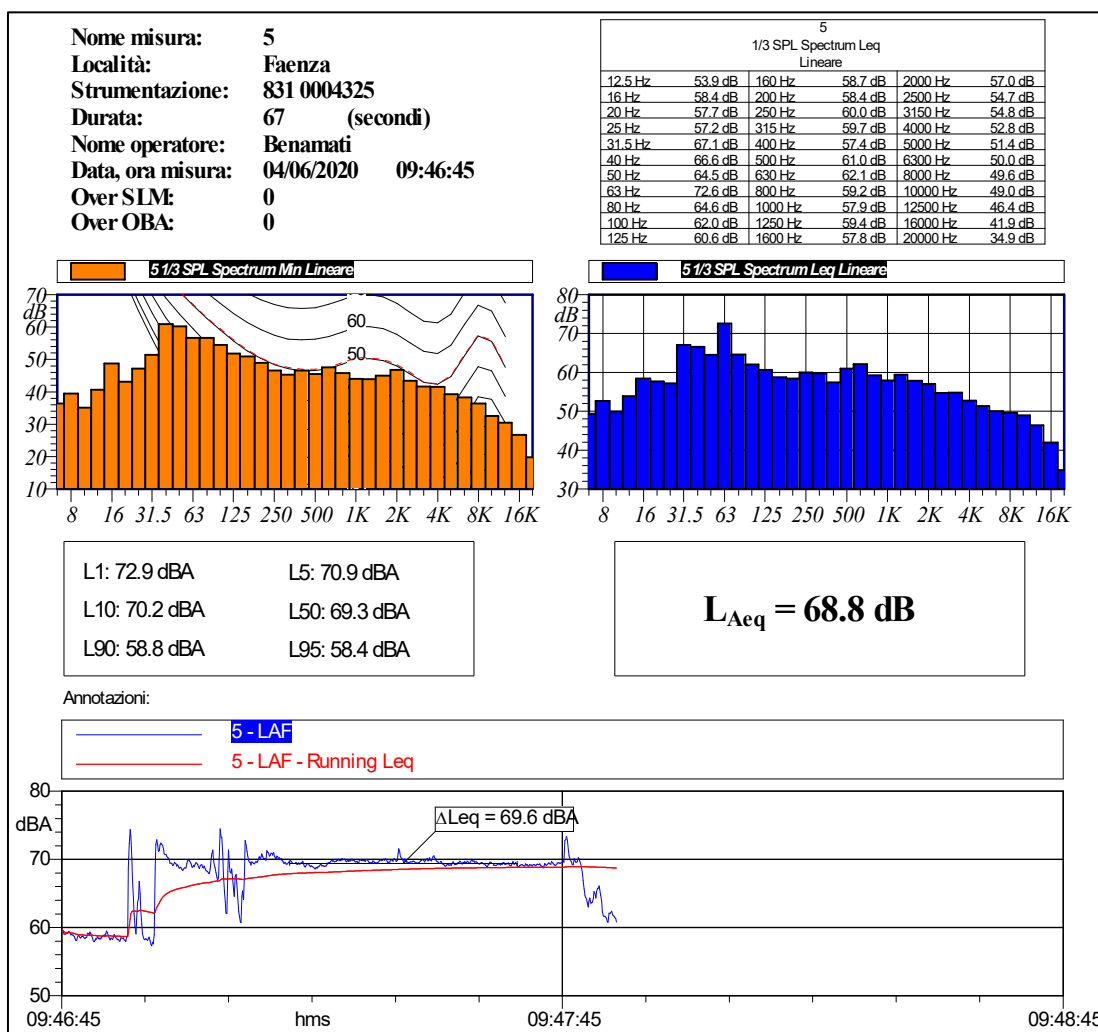 Nome misura: 5
Località: Faenza
Strumentazione: 831 0004325
Durata: 67 (secondi)
Nome operatore: Benamati
Data, ora misura: 04/06/2020 09:46:45
Over SLM: 0
Over OBA: 0
5
1/3 SPL Spectrum Leq
Lineare
12.5 Hz 53.9 dB 160 Hz 58.7 dB 2000 Hz 57.0 dB
16 Hz 58.4 dB 200 Hz 58.4 dB 2500 Hz 54.7 dB
20 Hz 57.7 dB 250 Hz 60.0 dB 3150 Hz 54.8 dB
25 Hz 57.2 dB 315 Hz 59.7 dB 4000 Hz 52.8 dB
31.5 Hz 67.1 dB 400 Hz 57.4 dB 5000 Hz 51.4 dB
40 Hz 66.6 dB 500 Hz 61.0 dB 6300 Hz 50.0 dB
50 Hz 64.5 dB 630 Hz 62.1 dB 8000 Hz 49.6 dB
63 Hz 72.6 dB 800 Hz 59.2 dB 10000 Hz 49.0 dB
80 Hz 64.6 dB 1000 Hz 57.9 dB 12500 Hz 46.4 dB
100 Hz 62.0 dB 1250 Hz 59.4 dB 16000 Hz 41.9 dB
125 Hz 60.6 dB 1600 Hz 57.8 dB 20000 Hz 34.9 dB
5 1/3 SPL Spectrum Min Lineare
70
dB
60
50
40
30
20
10
60
50
8 16 31.5 63 125 250 500 1K 2K 4K 8K 16K
5 1/3 SPL Spectrum Leq Lineare
80
dB
70
60
50
40
30
8 16 31.5 63 125 250 500 1K 2K 4K 8K 16K
L1: 72.9 dBA L5: 70.9 dBA
L10: 70.2 dBA L50: 69.3 dBA
L90: 58.8 dBA L95: 58.4 dBA
LAeq = 68.8 dB
Annotazioni:
5 - LAF
5 - LAF - Running Leq
80
dBA
70
60
50
ΔLeq = 69.6 dBA
09:46:45 hms 09:47:45 09:48:45